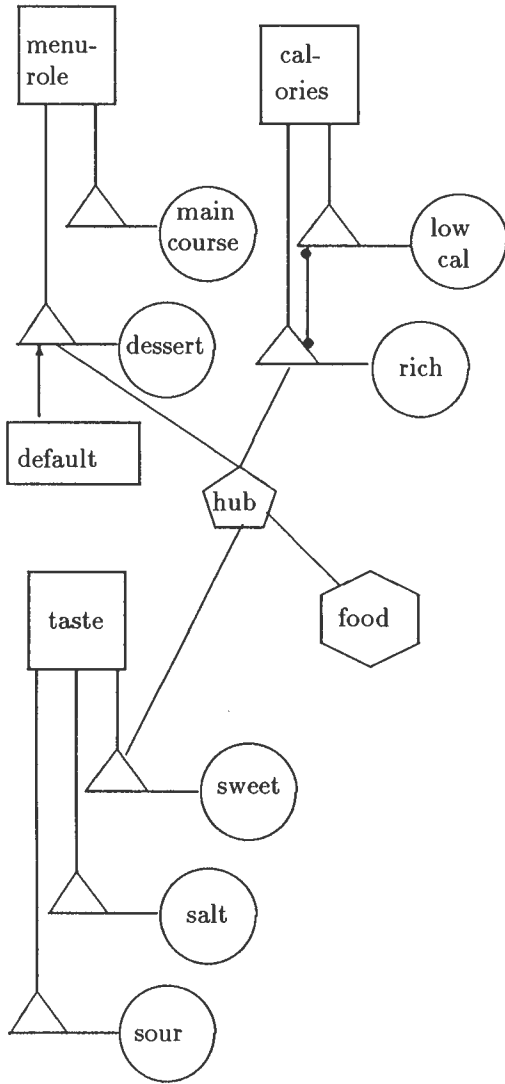 menu-
role
cal-
ories
main
course
low
cal
dessert
rich
default
hub
food
taste
sweet
salt
sour